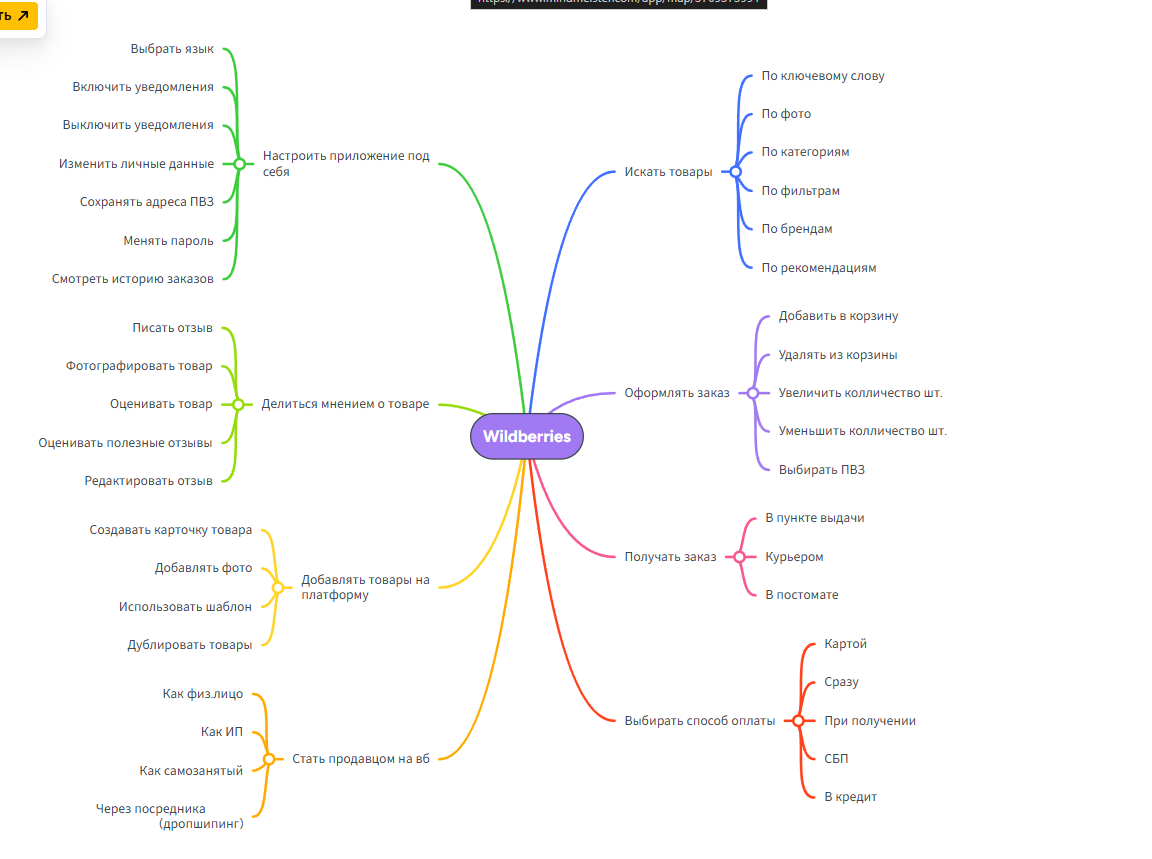 ть
Выбрать язык
Включить уведомления
Выключить уведомления
Изменить личные данные
Сохранять адреса ПВЗ
Менять пароль
Смотреть историю заказов
Настроить приложение под
себя
Писать отзыв
Фотографировать товар
Оценивать товар
Оценивать полезные отзывы
Редактировать отзыв
Делиться мнением о товаре
Создавать карточку товара
Добавлять фото
Использовать шаблон
Дублировать товары
Добавлять товары на
платформу
Как физ.лицо
Как ИП
Как самозанятый
Через посредника
(дропшипинг)
Стать продавцом на вб
Wildberries
Искать товары
По ключевому слову
По фото
По категориям
По фильтрам
По брендам
По рекомендациям
Оформлять заказ
Добавить в корзину
Удалять из корзины
Увеличить колличество шт.
Уменьшить колличество шт.
Выбирать ПВЗ
Получать заказ
В пункте выдачи
Курьером
В постомате
Выбирать способ оплаты
Картой
Сразу
При получении
СБП
В кредит